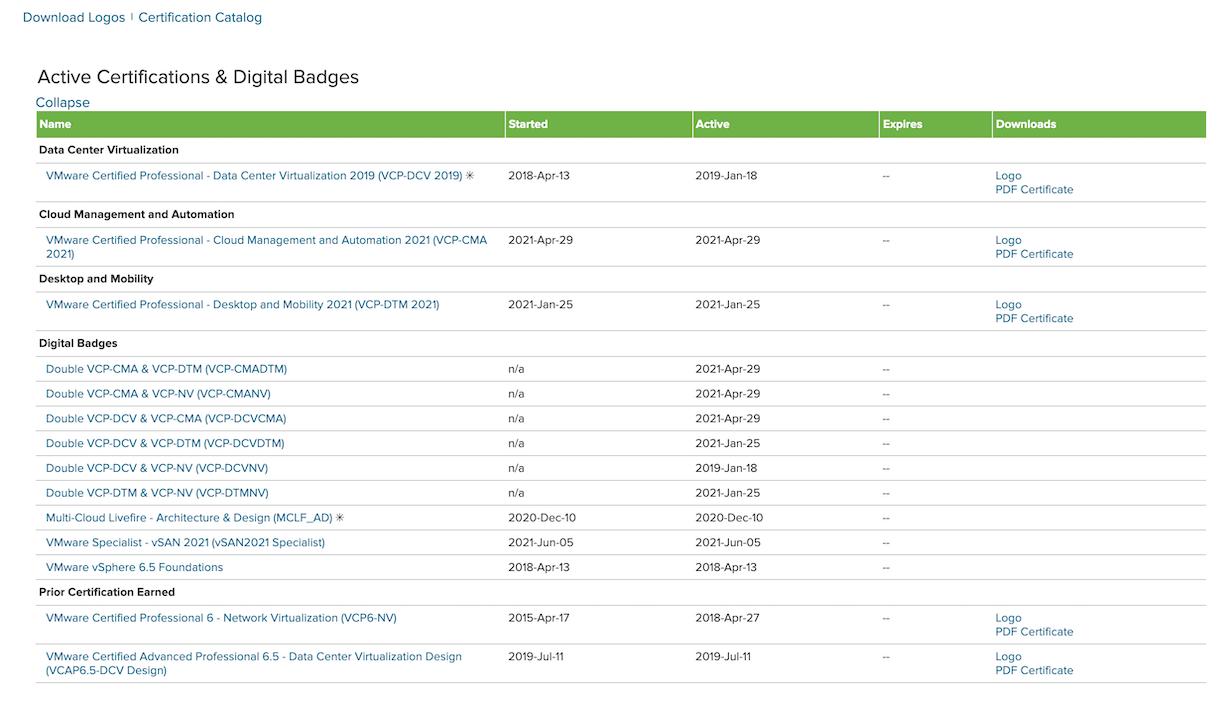 Download Logos | Certification Catalog
Active Certifications & Digital Badges
Collapse
Name Started Active Expires Downloads
Data Center Virtualization
VMware Certified Professional - Data Center Virtualization 2019 (VCP-DCV 2019) ✳ 2018-Apr-13 2019-Jan-18 -- Logo
PDF Certificate
Cloud Management and Automation
VMware Certified Professional - Cloud Management and Automation 2021 (VCP-CMA 2021-Apr-29 2021-Apr-29 -- Logo
2021) PDF Certificate
Desktop and Mobility
VMware Certified Professional - Desktop and Mobility 2021 (VCP-DTM 2021) 2021-Jan-25 2021-Jan-25 -- Logo
PDF Certificate
Digital Badges
Double VCP-CMA & VCP-DTM (VCP-CMADTM) n/a 2021-Apr-29 --
Double VCP-CMA & VCP-NV (VCP-CMANV) n/a 2021-Apr-29 --
Double VCP-DCV & VCP-CMA (VCP-DCVCMA) n/a 2021-Apr-29 --
Double VCP-DCV & VCP-DTM (VCP-DCVDTM) n/a 2021-Jan-25 --
Double VCP-DCV & VCP-NV (VCP-DCVNV) n/a 2019-Jan-18 --
Double VCP-DTM & VCP-NV (VCP-DTMNV) n/a 2021-Jan-25 --
Multi-Cloud Livefire - Architecture & Design (MCLF_AD) ✳ 2020-Dec-10 2020-Dec-10 --
VMware Specialist - vSAN 2021 (vSAN2021 Specialist) 2021-Jun-05 2021-Jun-05 --
VMware vSphere 6.5 Foundations 2018-Apr-13 2018-Apr-13 --
Prior Certification Earned
VMware Certified Professional 6 - Network Virtualization (VCP6-NV) 2015-Apr-17 2018-Apr-27 -- Logo
PDF Certificate
VMware Certified Advanced Professional 6.5 - Data Center Virtualization Design 2019-Jul-11 2019-Jul-11 -- Logo
(VCAP6.5-DCV Design) PDF Certificate